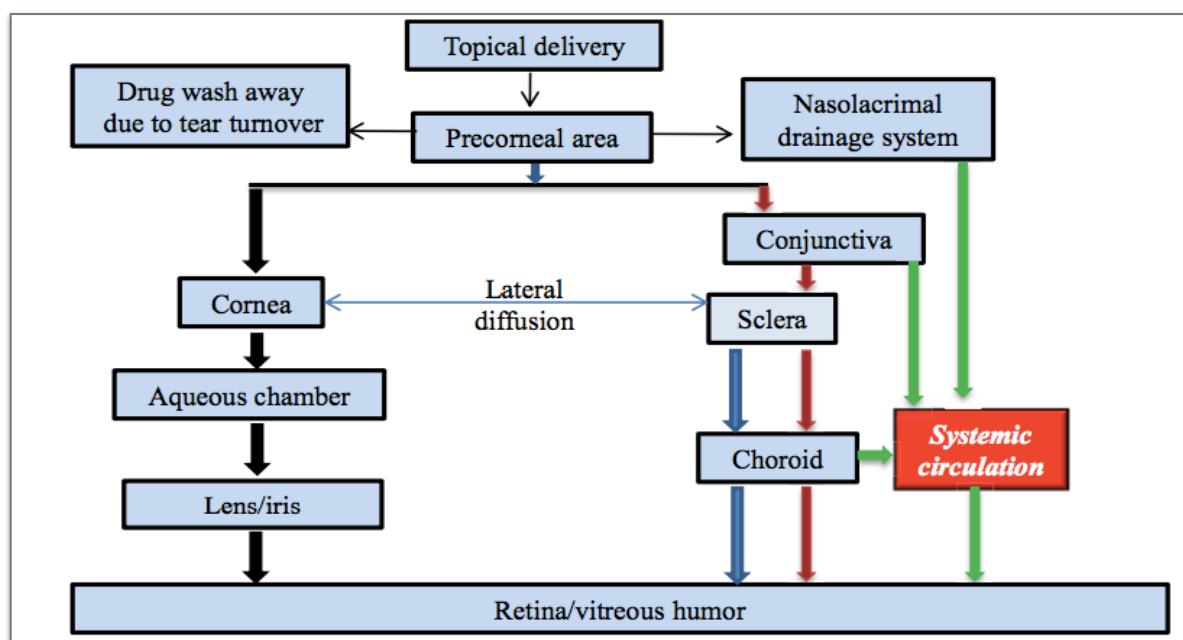 Topical delivery
Drug wash away
due to tear turnover
Precorneal area
Nasolacrimal
drainage system
Conjunctiva
Cornea
Lateral
diffusion
Sclera
Aqueous chamber
Systemic
circulation
Choroid
Lens/iris
Retina/vitreous humor